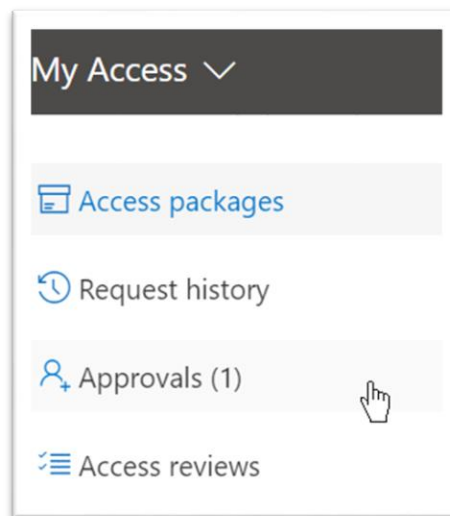 My Access
Access packages
Request history
Approvals (1)
Access reviews